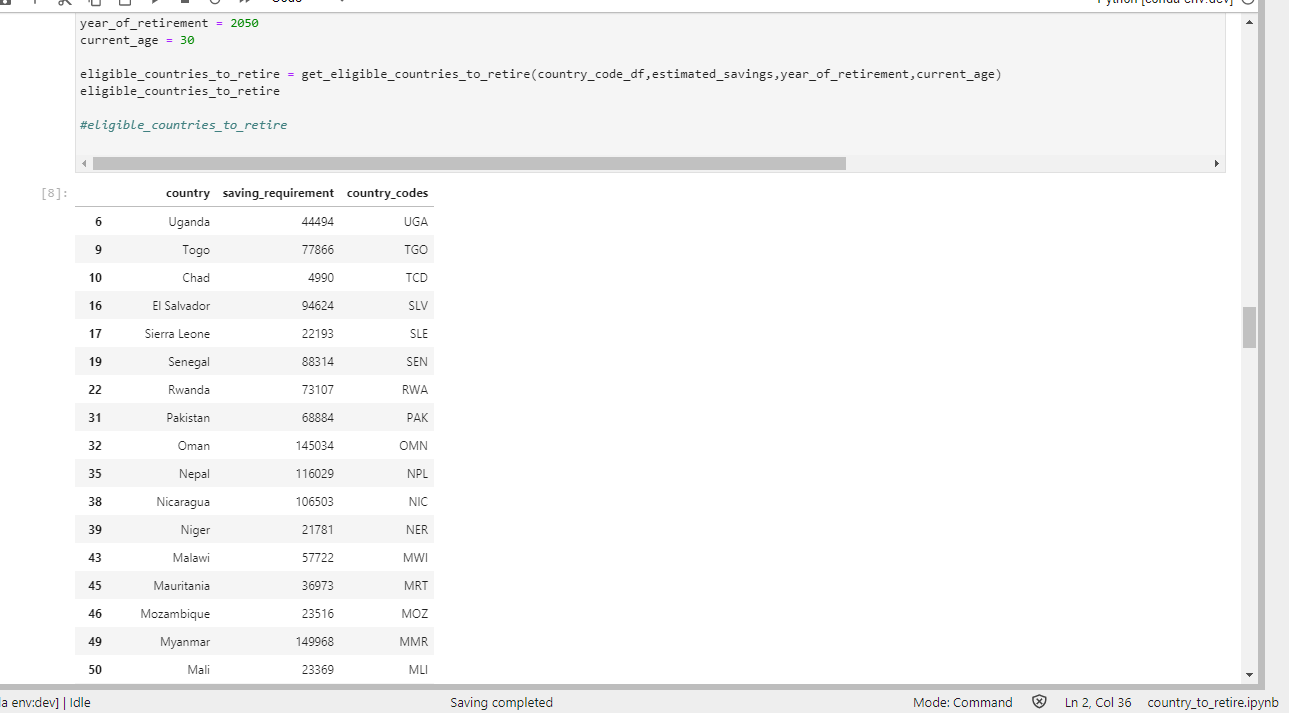 Python [conda env:dev]
year_of_retirement = 2050
current_age = 30
eligible_countries_to_retire = get_eligible_countries_to_retire(country_code_df,estimated_savings,year_of_retirement,current_age)
eligible_countries_to_retire
#eligible_countries_to_retire
[8]:
country saving_requirement country_codes
6 Uganda 44494 UGA
9 Togo 77866 TGO
10 Chad 4990 TCD
16 El Salvador 94624 SLV
17 Sierra Leone 22193 SLE
19 Senegal 88314 SEN
22 Rwanda 73107 RWA
31 Pakistan 68884 PAK
32 Oman 145034 OMN
35 Nepal 116029 NPL
38 Nicaragua 106503 NIC
39 Niger 21781 NER
43 Malawi 57722 MWI
45 Mauritania 36973 MRT
46 Mozambique 23516 MOZ
49 Myanmar 149968 MMR
50 Mali 23369 MLI
la env:dev] | Idle Saving completed Mode: Command Ln 2, Col 36 country_to_retire.ipynb